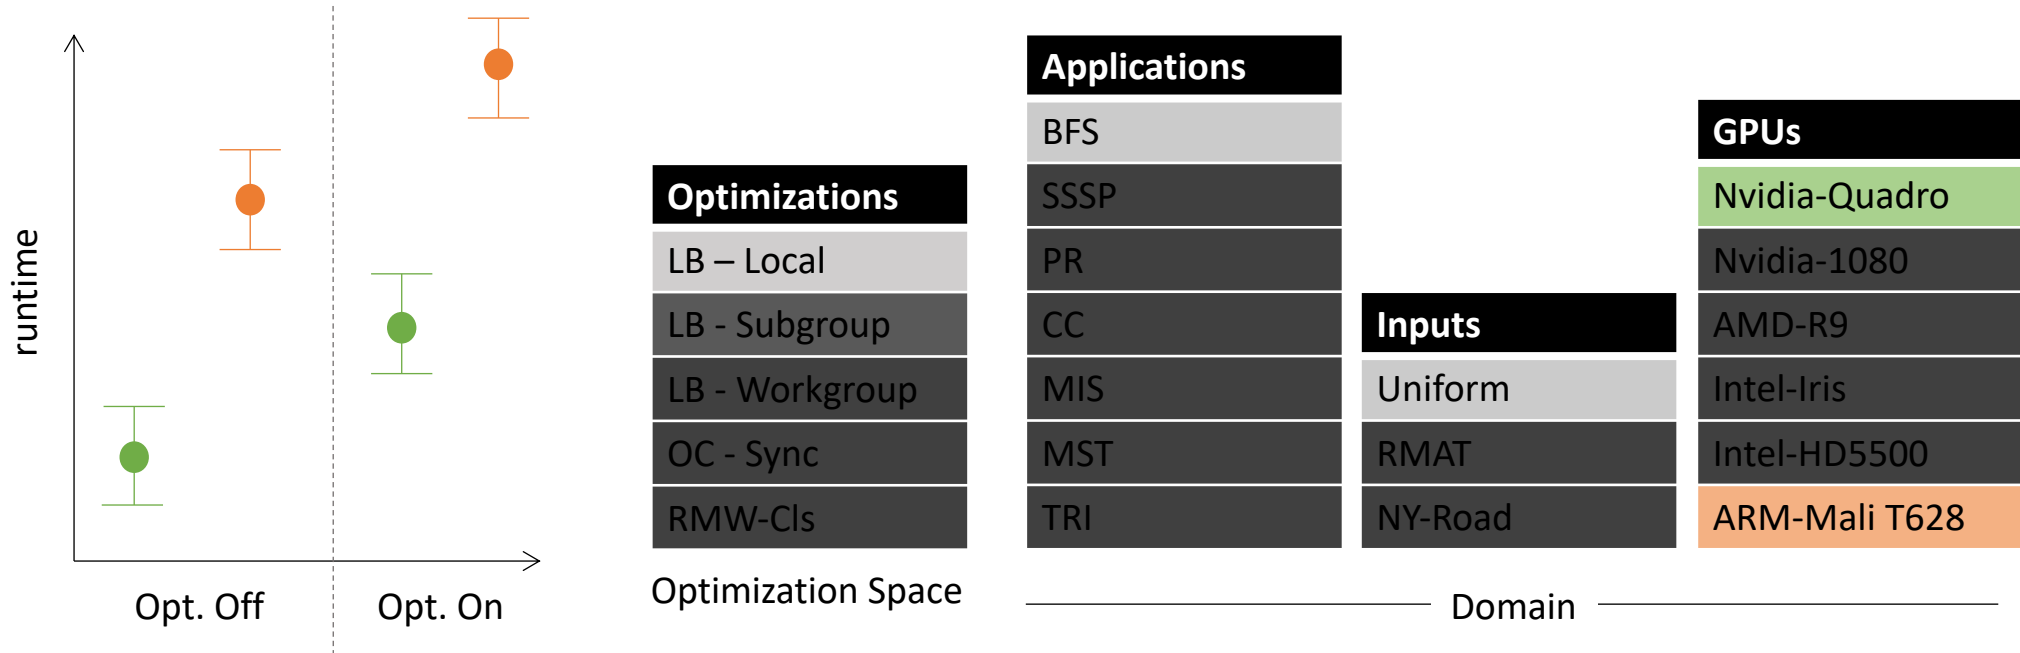 runtime
Opt. Off
Opt. On
Optimizations
LB – Local
LB - Subgroup
LB - Workgroup
OC - Sync
RMW-Cls
Optimization Space
Applications
BFS
SSSP
PR
CC
MIS
MST
TRI
Inputs
Uniform
RMAT
NY-Road
GPUs
Nvidia-Quadro
Nvidia-1080
AMD-R9
Intel-Iris
Intel-HD5500
ARM-Mali T628
Domain